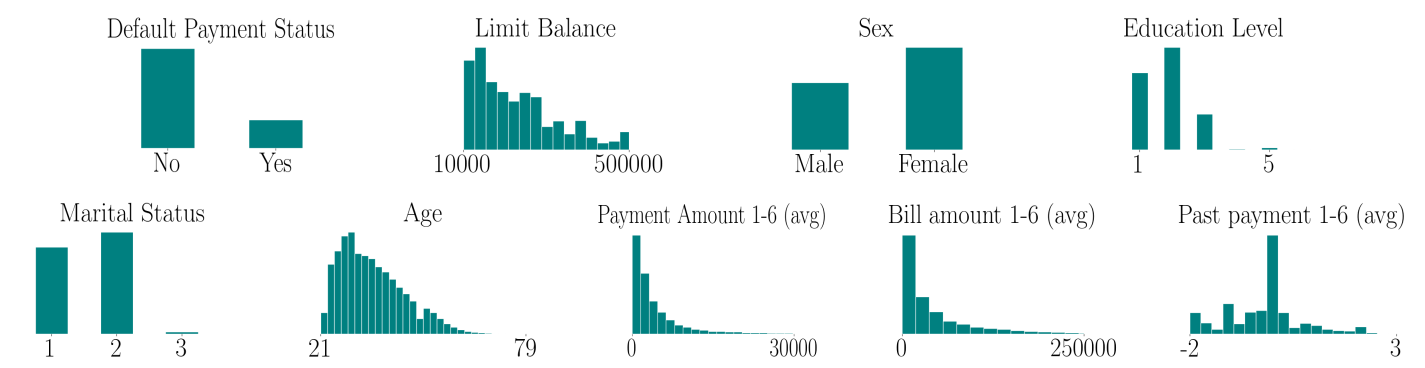 Default Payment Status
No Yes
Limit Balance
10000 500000
Sex
Male Female
Education Level
1 5
Marital Status
1 2 3
Age
21 79
Payment Amount 1-6 (avg)
0 30000
Bill amount 1-6 (avg)
0 250000
Past payment 1-6 (avg)
-2 3